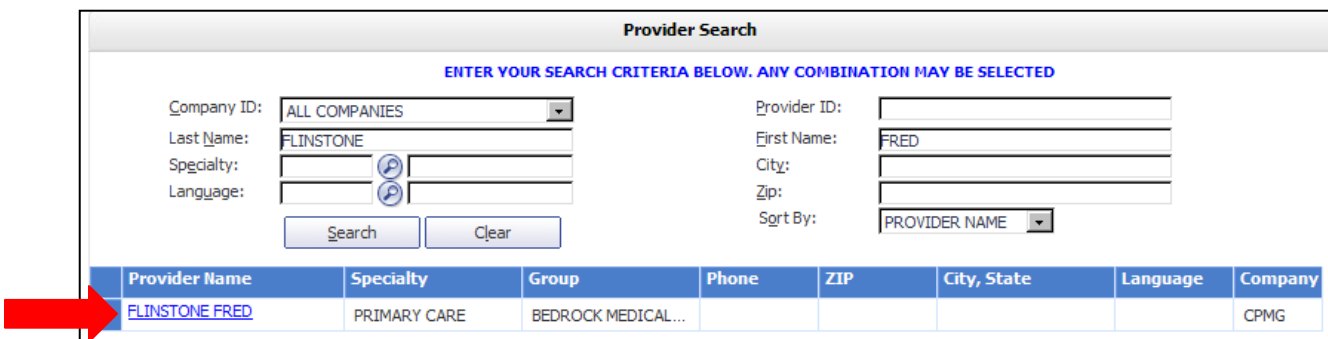 Provider Search
ENTER YOUR SEARCH CRITERIA BELOW. ANY COMBINATION MAY BE SELECTED
Company ID: ALL COMPANIES Provider ID:
Last Name: FLINSTONE First Name: FRED
Specialty: City:
Language: Zip:
Search Clear Sort By: PROVIDER NAME
Provider Name Specialty Group Phone ZIP City, State Language Company
FLINSTONE FRED PRIMARY CARE BEDROCK MEDICAL... CPMG